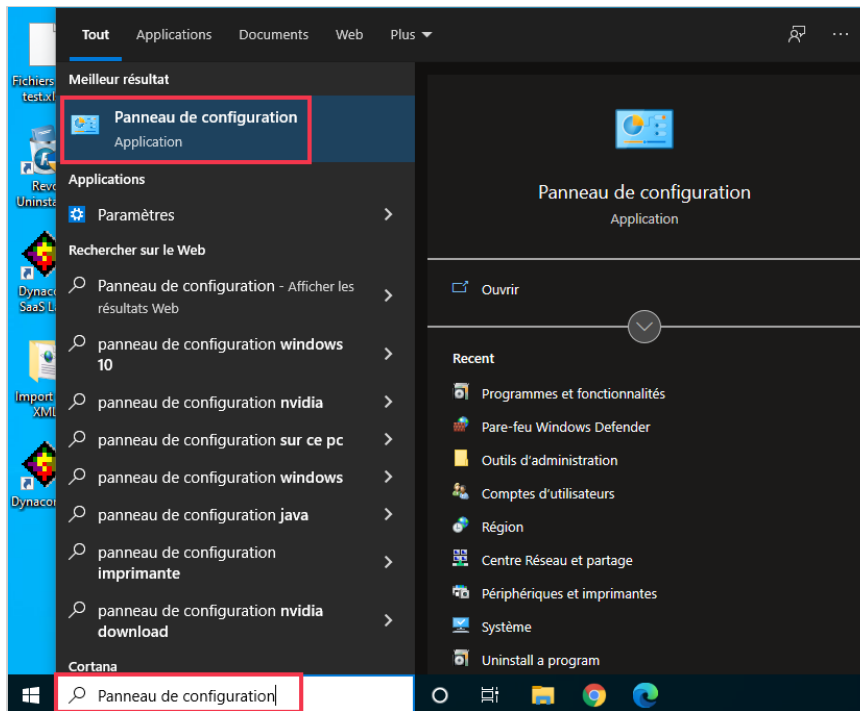 Tout Applications Documents Web Plus
Fichiers
Meilleur résultat
Panneau de configuration
Application
Applications
Paramètres
Rechercher sur le Web
Panneau de configuration - Afficher les
résultats Web
panneau de configuration windows
10
panneau de configuration nvidia
panneau de configuration sur ce pc
panneau de configuration windows
panneau de configuration java
panneau de configuration
imprimante
panneau de configuration nvidia
download
Cortana
Panneau de configuration
Panneau de configuration
Application
Ouvrir
Recent
Programmes et fonctionnalités
Pare-feu Windows Defender
Outils d'administration
Comptes d'utilisateurs
Région
Centre Réseau et partage
Périphériques et imprimantes
Système
Uninstall a program
Import
XML
SaaS L